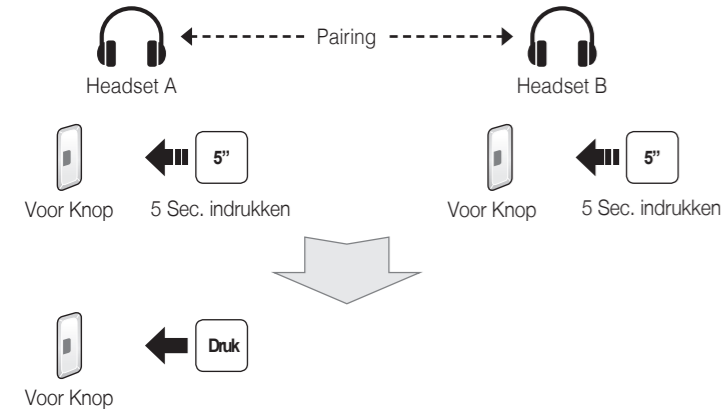 Pairing
Headset A
Headset B
5”
5”
Voor Knop
5 Sec. indrukken
Voor Knop
5 Sec. indrukken
Druk
Voor Knop